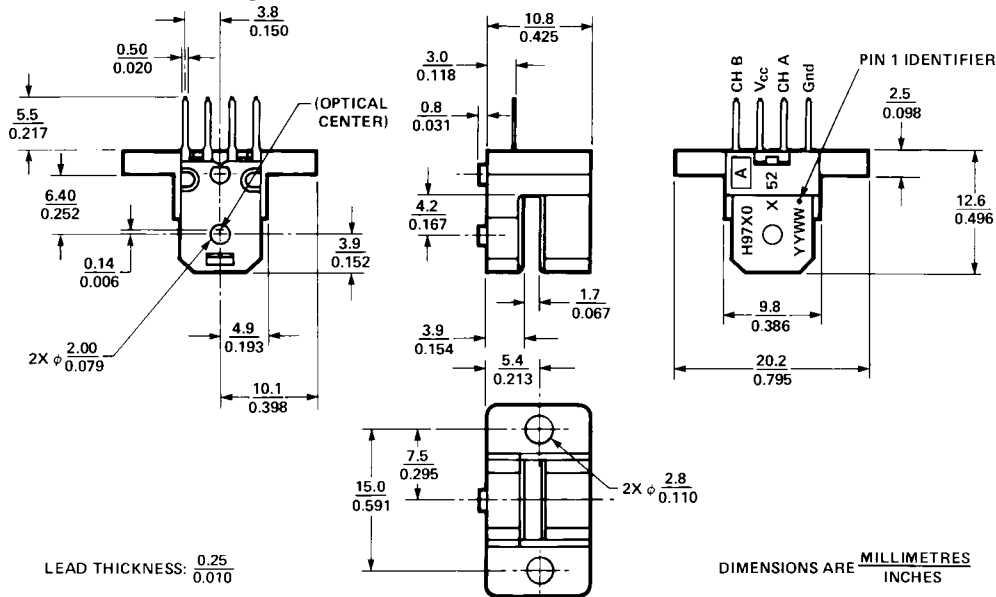 3.8
0.150
0.50
0.020
5.5
0.217
(OPTICAL
CENTER)
6.40
0.252
0.14
0.006
3.9
0.152
4.9
0.193
2X ϕ 2.00
0.079
10.1
0.398
10.8
0.425
3.0
0.118
0.8
0.031
4.2
0.167
1.7
0.067
3.9
0.154
5.4
0.213
CH B
Vcc
CH A
Gnd
PIN 1 IDENTIFIER
2.5
0.098
A
X 52
H97X0
YYWW
12.6
0.496
9.8
0.386
20.2
0.795
7.5
0.295
15.0
0.591
2X ϕ 2.8
0.110
LEAD THICKNESS: 0.25
0.010
DIMENSIONS ARE MILLIMETRES
INCHES